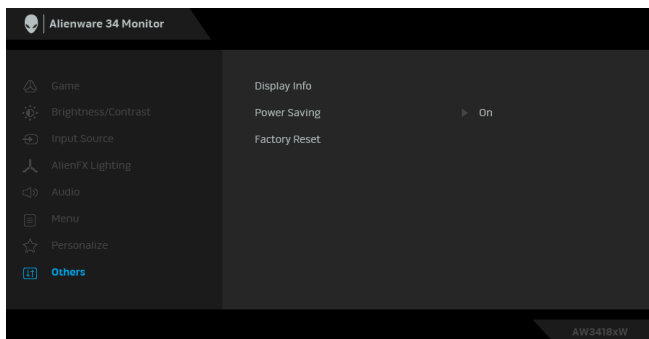 Alienware 34 Monitor
Game
Display Info
Brightness/Contrast
Power Saving
On
Input Source
Factory Reset
AlienFX Lighting
Audio
Menu
Personalize
Others
AW3418xW